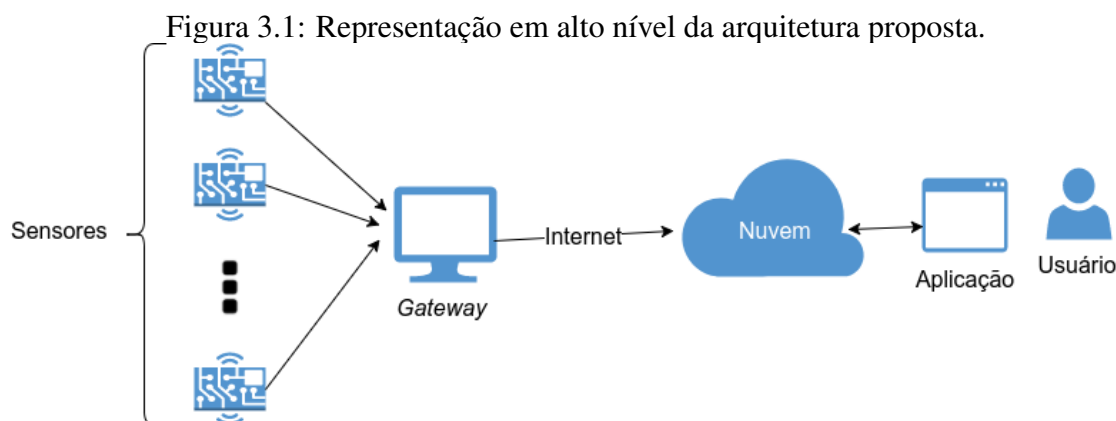 Figura 3.1: Representação em alto nível da arquitetura proposta.
Sensores
Gateway
Internet
Nuvem
Aplicação
Usuário